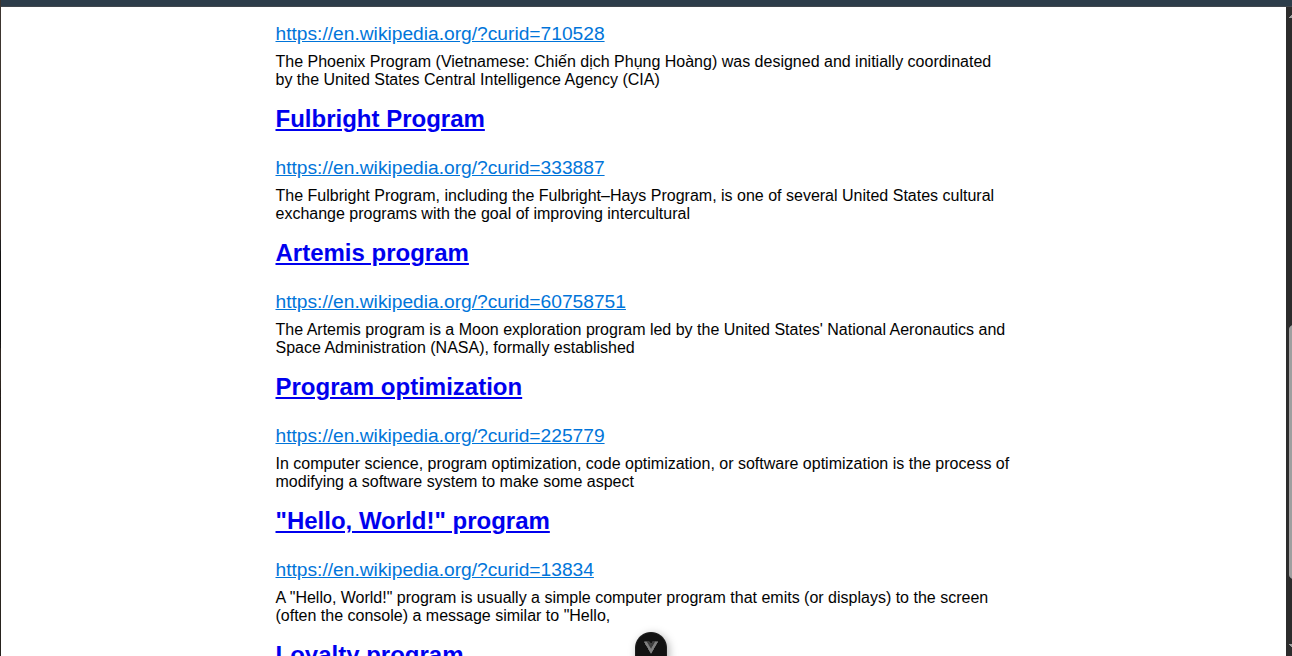 https://en.wikipedia.org/?curid=710528
The Phoenix Program (Vietnamese: Chiến dịch Phụng Hoàng) was designed and initially coordinated
by the United States Central Intelligence Agency (CIA)
Fulbright Program
https://en.wikipedia.org/?curid=333887
The Fulbright Program, including the Fulbright–Hays Program, is one of several United States cultural
exchange programs with the goal of improving intercultural
Artemis program
https://en.wikipedia.org/?curid=60758751
The Artemis program is a Moon exploration program led by the United States' National Aeronautics and
Space Administration (NASA), formally established
Program optimization
https://en.wikipedia.org/?curid=225779
In computer science, program optimization, code optimization, or software optimization is the process of
modifying a software system to make some aspect
"Hello, World!" program
https://en.wikipedia.org/?curid=13834
A "Hello, World!" program is usually a simple computer program that emits (or displays) to the screen
(often the console) a message similar to "Hello,
Loyalty program